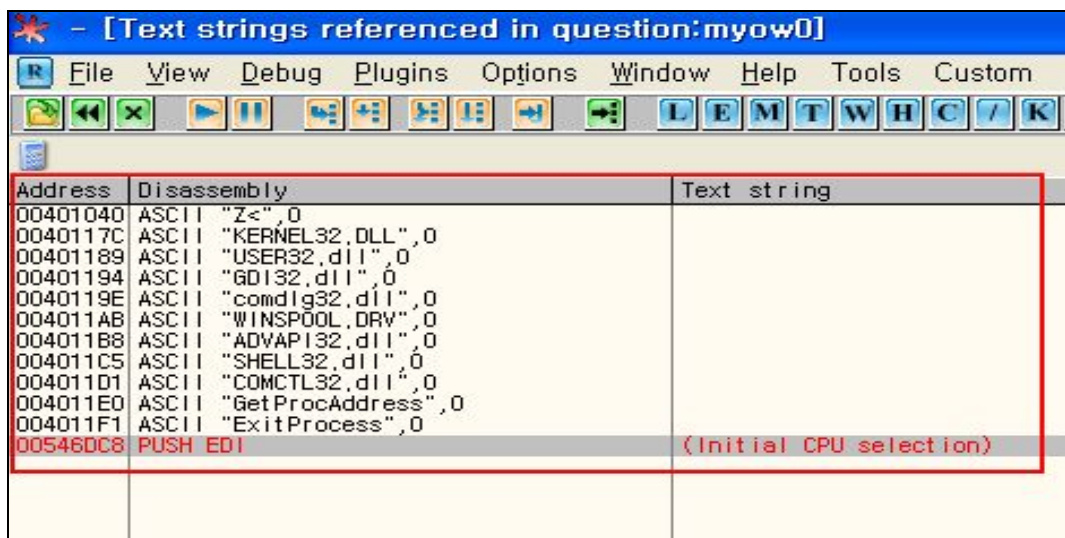 - [Text strings referenced in question:myow0]
R File View Debug Plugins Options Window Help Tools Custom
L E M T W H C / K
Address Disassembly Text string
00401040 ASCII "Z<",0
0040117C ASCII "KERNEL32.DLL",0
00401189 ASCII "USER32.dll",0
00401194 ASCII "GDI32.dll",0
0040119E ASCII "comdlg32.dll",0
004011AB ASCII "WINSPOOL.DRV",0
004011B8 ASCII "ADVAPI32.dll",0
004011C5 ASCII "SHELL32.dll",0
004011D1 ASCII "COMCTL32.dll",0
004011E0 ASCII "GetProcAddress",0
004011F1 ASCII "ExitProcess",0
00546DC8 PUSH EDI (Initial CPU selection)